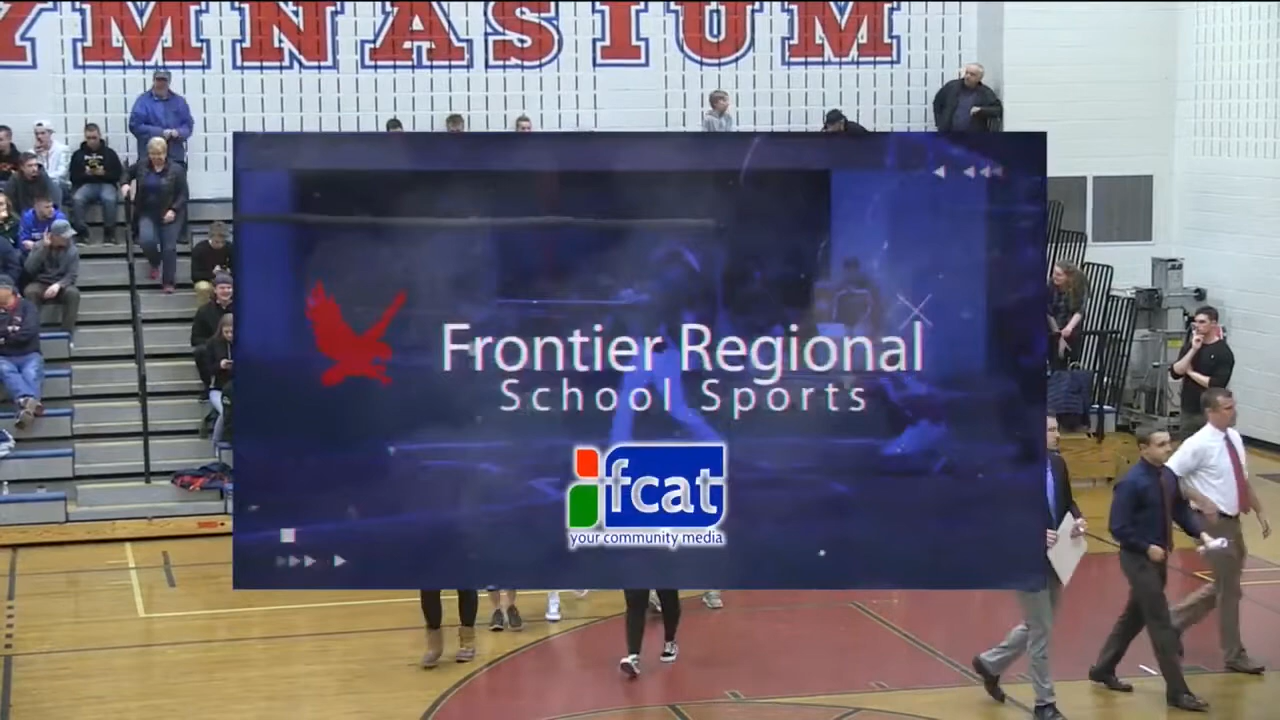 YMNASIUM
Frontier Regional
School Sports
fcat
your community media